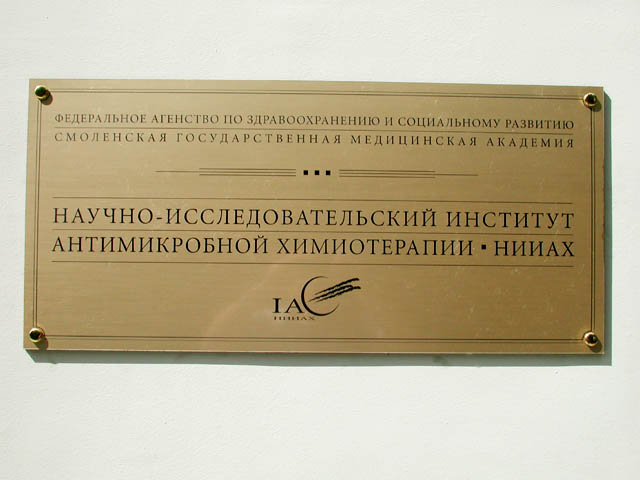 ФЕДЕРАЛЬНОЕ АГЕНСТВО ПО ЗДРАВООХРАНЕНИЮ И СОЦИАЛЬНОМУ РАЗВИТИЮ
СМОЛЕНСКАЯ ГОСУДАРСТВЕННАЯ МЕДИЦИНСКАЯ АКАДЕМИЯ
НАУЧНО-ИССЛЕДОВАТЕЛЬСКИЙ ИНСТИТУТ
АНТИМИКРОБНОЙ ХИМИОТЕРАПИИ ▪ НИИАХ
IAC
НИИАХ